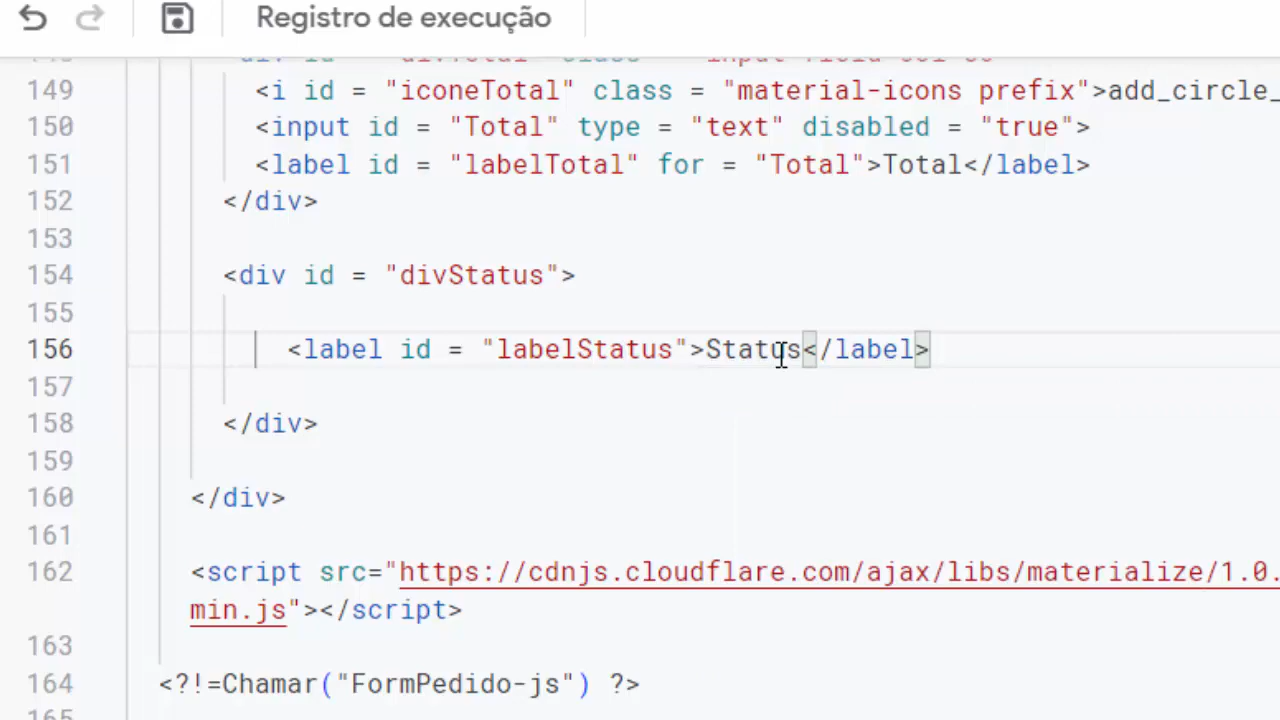 Registro de execução
149 <i id = "iconeTotal" class = "material-icons prefix">add_circle_
150 <input id = "Total" type = "text" disabled = "true">
151 <label id = "labelTotal" for = "Total">Total</label>
152 </div>
153
154 <div id = "divStatus">
155
156 <label id = "labelStatus">Status</label>
157
158 </div>
159
160 </div>
161
162 <script src="https://cdnjs.cloudflare.com/ajax/libs/materialize/1.0.
min.js"></script>
163
164 <?!=Chamar("FormPedido-js") ?>
165